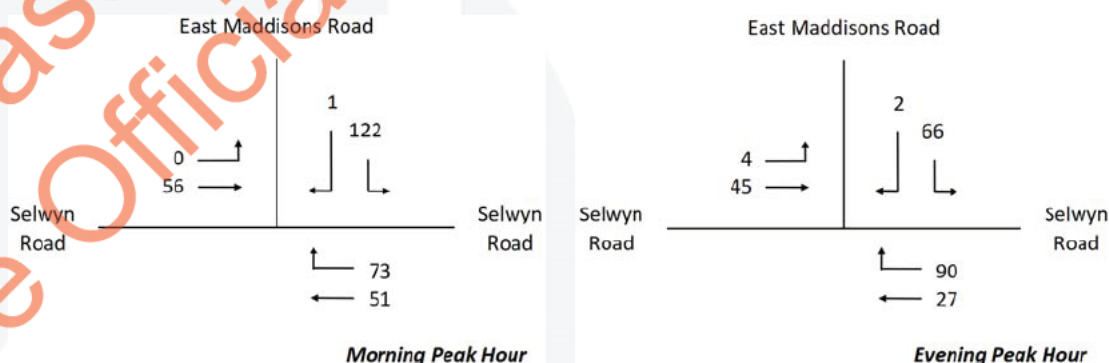 East Maddisons Road
1
122
0
56
Selwyn
Road
Selwyn
Road
73
51
Morning Peak Hour
East Maddisons Road
2
66
4
45
Selwyn
Road
Selwyn
Road
90
27
Evening Peak Hour
Official